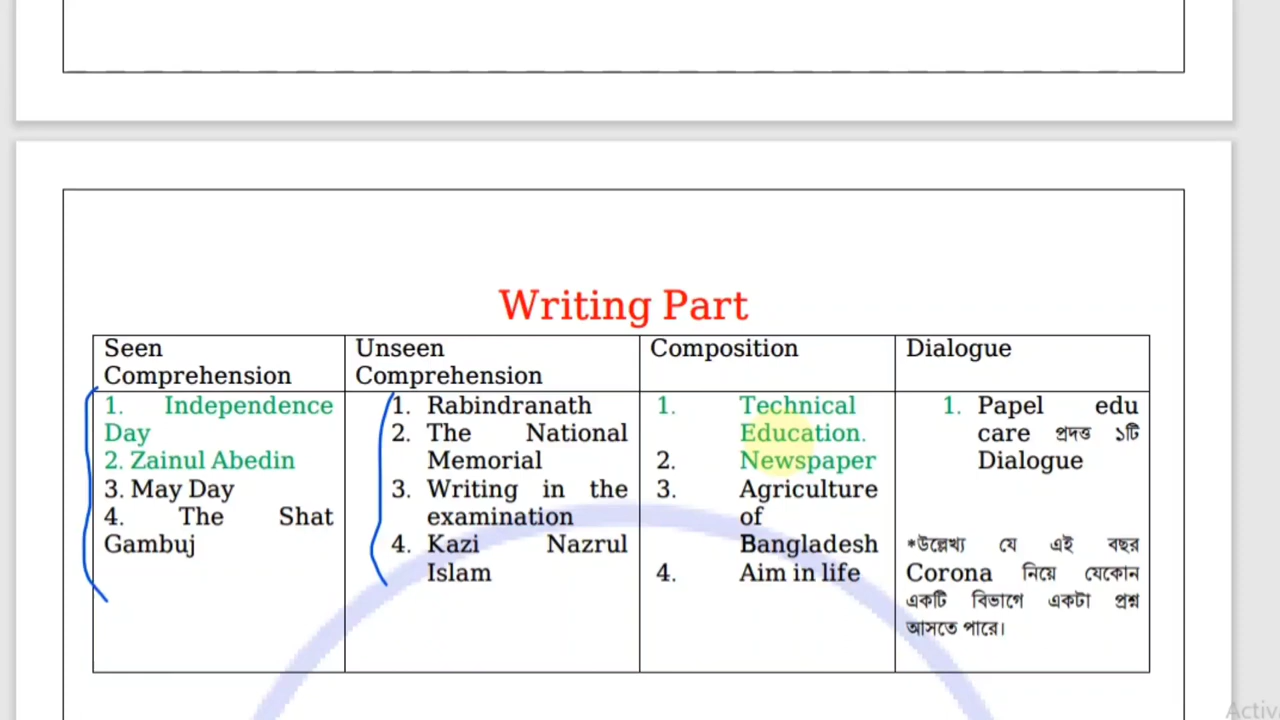 Writing Part
Seen
Comprehension
Unseen
Comprehension
Composition
Dialogue
1. Independence
Day
2. Zainul Abedin
3. May Day
4. The Shat
Gambuj
1. Rabindranath
2. The National
Memorial
3. Writing in the
examination
4. Kazi Nazrul
Islam
1. Technical
Education.
2. Newspaper
3. Agriculture
of
Bangladesh
4. Aim in life
1. Papel edu
care প্রদত্ত ১টি
Dialogue
*উল্লেখ্য যে এই বছর
Corona নিয়ে যেকোন
একটি বিভাগে একটা প্রশ্ন
আসতে পারে।
Activ